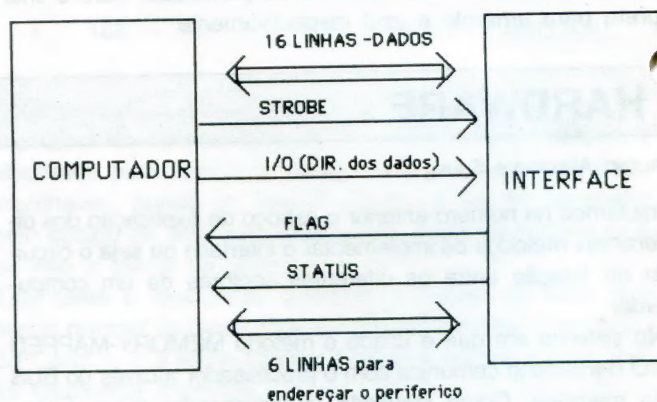 16 LINHAS -DADOS
STROBE
COMPUTADOR
I/O (DIR. dos dados)
INTERFACE
FLAG
STATUS
6 LINHAS para
endereçar o periferico